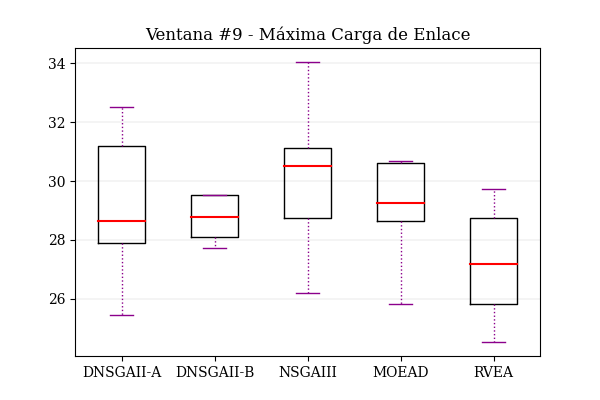 Ventana #9 - Máxima Carga de Enlace
34
32
30
28
26
DNSGAII-A DNSGAII-B NSGAIII MOEAD RVEA